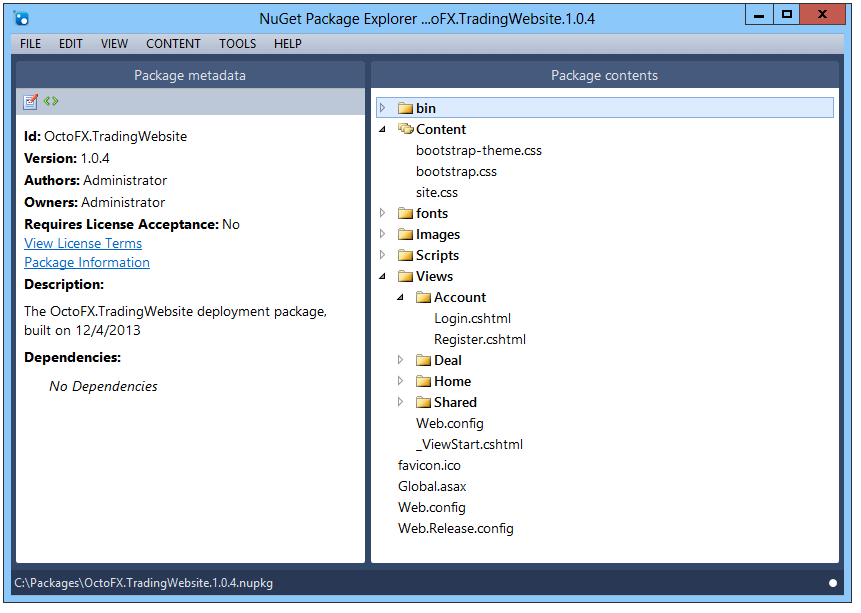 NuGet Package Explorer ...oFX.TradingWebsite.1.0.4
FILE EDIT VIEW CONTENT TOOLS HELP
Package metadata
Id: OctoFX.TradingWebsite
Version: 1.0.4
Authors: Administrator
Owners: Administrator
Requires License Acceptance: No
View License Terms
Package Information
Description:
The OctoFX.TradingWebsite deployment package,
built on 12/4/2013
Dependencies:
No Dependencies
Package contents
bin
Content
bootstrap-theme.css
bootstrap.css
site.css
fonts
Images
Scripts
Views
Account
Login.cshtml
Register.cshtml
Deal
Home
Shared
Web.config
_ViewStart.cshtml
favicon.ico
Global.asax
Web.config
Web.Release.config
C:\Packages\OctoFX.TradingWebsite.1.0.4.nupkg